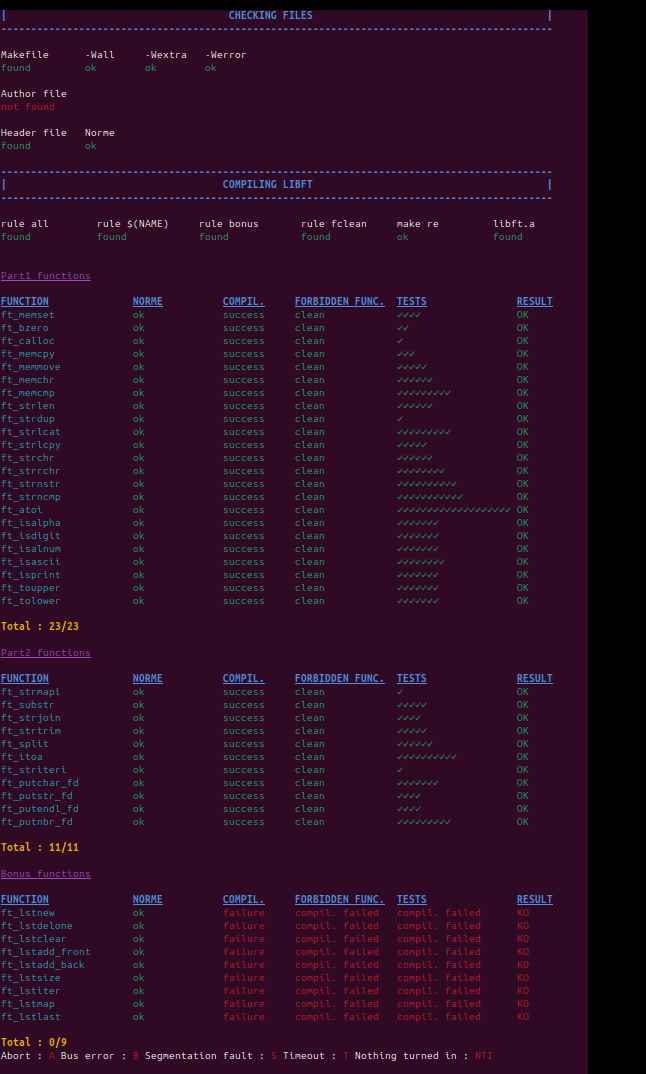 | CHECKING FILES |
--------------------------------------------------------------------------------------------
Makefile -Wall -Wextra -Werror
found ok ok ok
Author file
not found
Header file Norme
found ok
--------------------------------------------------------------------------------------------
| COMPILING LIBFT |
--------------------------------------------------------------------------------------------
rule all rule $(NAME) rule bonus rule fclean make re libft.a
found found found found ok found
Part1 functions
FUNCTION NORME COMPIL. FORBIDDEN FUNC. TESTS RESULT
ft_memset ok success clean ✓✓✓✓ OK
ft_bzero ok success clean ✓✓ OK
ft_calloc ok success clean ✓ OK
ft_memcpy ok success clean ✓✓✓ OK
ft_memmove ok success clean ✓✓✓✓✓ OK
ft_memchr ok success clean ✓✓✓✓✓✓ OK
ft_memcmp ok success clean ✓✓✓✓✓✓✓✓✓ OK
ft_strlen ok success clean ✓✓✓✓✓✓ OK
ft_strdup ok success clean ✓ OK
ft_strlcat ok success clean ✓✓✓✓✓✓✓✓✓ OK
ft_strlcpy ok success clean ✓✓✓✓✓ OK
ft_strchr ok success clean ✓✓✓✓✓✓ OK
ft_strrchr ok success clean ✓✓✓✓✓✓✓✓ OK
ft_strnstr ok success clean ✓✓✓✓✓✓✓✓✓✓ OK
ft_strncmp ok success clean ✓✓✓✓✓✓✓✓✓✓✓ OK
ft_atoi ok success clean ✓✓✓✓✓✓✓✓✓✓✓✓✓✓✓✓✓✓✓ OK
ft_isalpha ok success clean ✓✓✓✓✓✓✓ OK
ft_isdigit ok success clean ✓✓✓✓✓✓✓ OK
ft_isalnum ok success clean ✓✓✓✓✓✓✓ OK
ft_isascii ok success clean ✓✓✓✓✓✓✓✓ OK
ft_isprint ok success clean ✓✓✓✓✓✓✓ OK
ft_toupper ok success clean ✓✓✓✓✓✓✓ OK
ft_tolower ok success clean ✓✓✓✓✓✓✓ OK
Total : 23/23
Part2 functions
FUNCTION NORME COMPIL. FORBIDDEN FUNC. TESTS RESULT
ft_strmapi ok success clean ✓ OK
ft_substr ok success clean ✓✓✓✓✓ OK
ft_strjoin ok success clean ✓✓✓✓ OK
ft_strtrim ok success clean ✓✓✓✓✓ OK
ft_split ok success clean ✓✓✓✓✓✓ OK
ft_itoa ok success clean ✓✓✓✓✓✓✓✓✓✓ OK
ft_striteri ok success clean ✓ OK
ft_putchar_fd ok success clean ✓✓✓✓✓✓✓ OK
ft_putstr_fd ok success clean ✓✓✓✓ OK
ft_putendl_fd ok success clean ✓✓✓✓ OK
ft_putnbr_fd ok success clean ✓✓✓✓✓✓✓✓✓ OK
Total : 11/11
Bonus functions
FUNCTION NORME COMPIL. FORBIDDEN FUNC. TESTS RESULT
ft_lstnew ok failure compil. failed compil. failed KO
ft_lstdelone ok failure compil. failed compil. failed KO
ft_lstclear ok failure compil. failed compil. failed KO
ft_lstadd_front ok failure compil. failed compil. failed KO
ft_lstadd_back ok failure compil. failed compil. failed KO
ft_lstsize ok failure compil. failed compil. failed KO
ft_lstiter ok failure compil. failed compil. failed KO
ft_lstmap ok failure compil. failed compil. failed KO
ft_lstlast ok failure compil. failed compil. failed KO
Total : 0/9
Abort : A Bus error : B Segmentation fault : S Timeout : T Nothing turned in : NTI